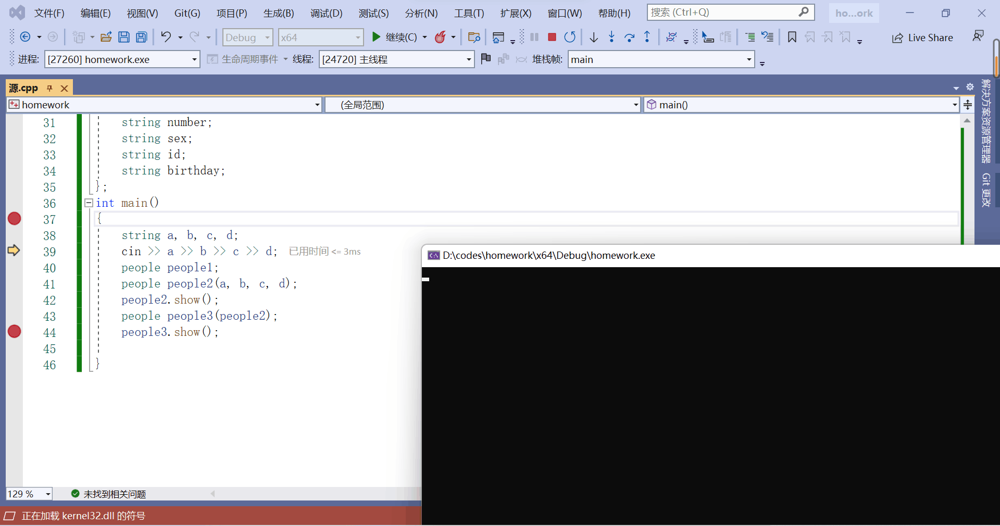 文件(F) 编辑(E) 视图(V) Git(G) 项目(P) 生成(B) 调试(D) 测试(S) 分析(N) 工具(T) 扩展(X) 窗口(W) 帮助(H) 搜索 (Ctrl+Q) ho...ork
Debug x64 继续(C) Live Share
进程: [27260] homework.exe 生命周期事件 线程: [24720] 主线程 堆栈帧: main
源.cpp
homework (全局范围) main()
31 string number;
32 string sex;
33 string id;
34 string birthday;
35 };
36 int main()
37 {
38 string a, b, c, d;
39 cin >> a >> b >> c >> d; 已用时间 <= 3ms
40 people people1;
41 people people2(a, b, c, d);
42 people2.show();
43 people people3(people2);
44 people3.show();
45
46 }
解决方案资源管理器
Git 更改
C:\ D:\codes\homework\x64\Debug\homework.exe
129 % 未找到相关问题
正在加载 kernel32.dll 的符号